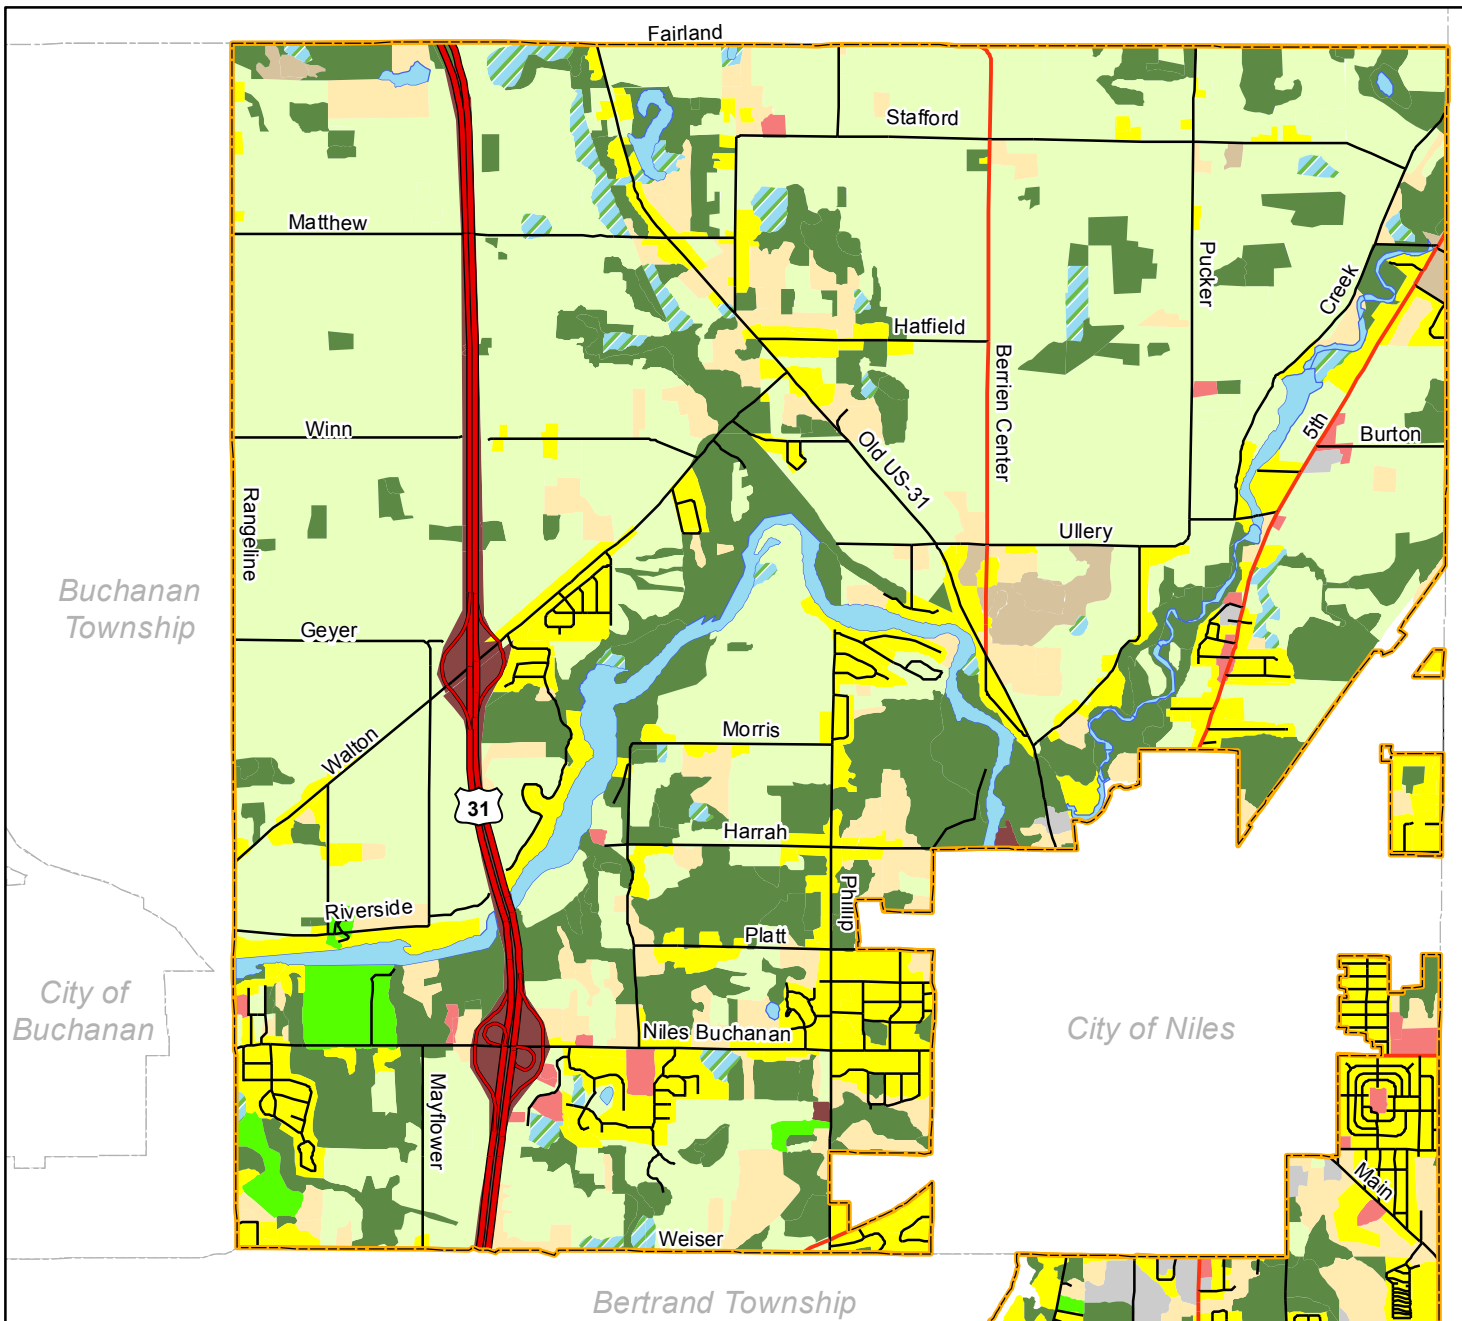 Fairland
Stafford
Matthew
Pucker
Creek
Hatfield
Berrien Center
Winn
5th
Burton
Old US-31
Rangeline
Ullery
Buchanan
Township
Geyer
Morris
Walton
31
Harrah
Phillip
Riverside
Platt
City of
Buchanan
Niles Buchanan
City of Niles
Mayflower
Main
Weiser
Bertrand Township